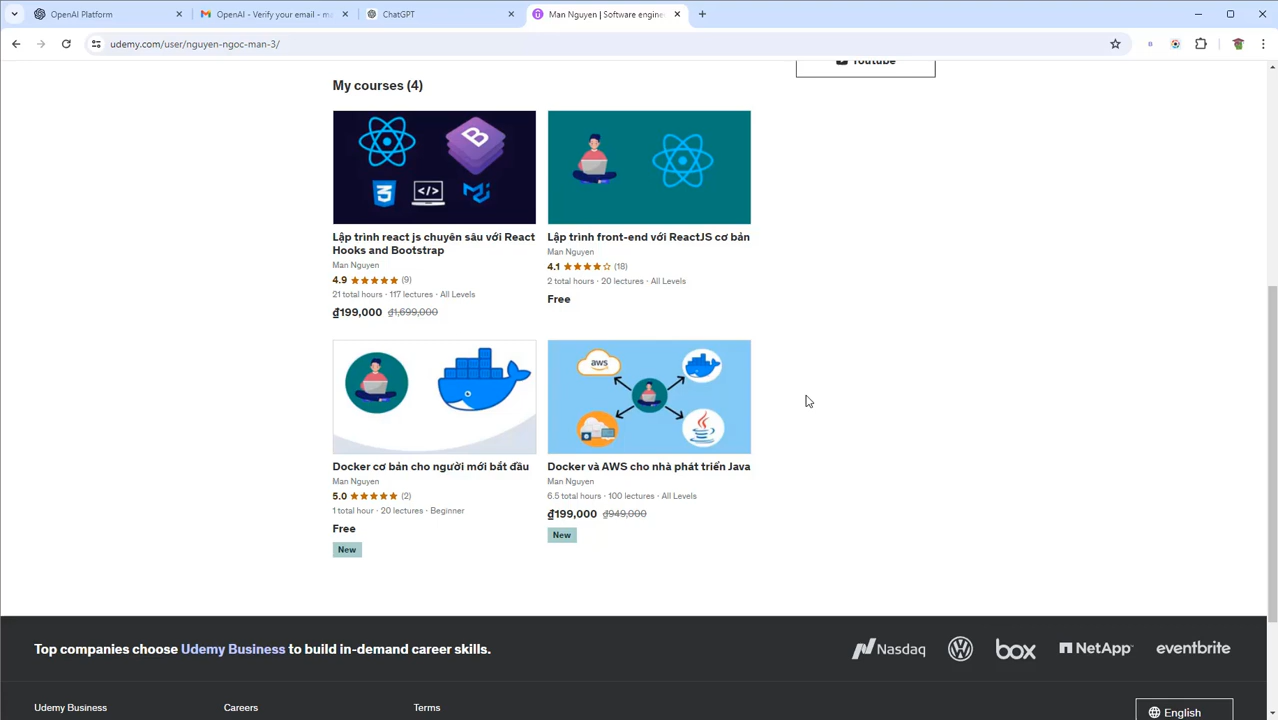 OpenAI Platform
OpenAI - Verify your email - m
ChatGPT
Man Nguyen | Software engine
udemy.com/user/nguyen-ngoc-man-3/
Youtube
My courses (4)
B
3
</>
Lập trình react js chuyên sâu với React
Hooks and Bootstrap
Man Nguyen
4.9 (9)
21 total hours · 117 lectures · All Levels
₫199,000 ₫1,699,000
Lập trình front-end với ReactJS cơ bản
Man Nguyen
4.1 (18)
2 total hours · 20 lectures · All Levels
Free
aws
Docker cơ bản cho người mới bắt đầu
Man Nguyen
5.0 (2)
1 total hour · 20 lectures · Beginner
Free
New
Docker và AWS cho nhà phát triển Java
Man Nguyen
6.5 total hours · 100 lectures · All Levels
₫199,000 ₫949,000
New
Top companies choose Udemy Business to build in-demand career skills.
Nasdaq
box
NetApp
eventbrite
Udemy Business
Careers
Terms
English